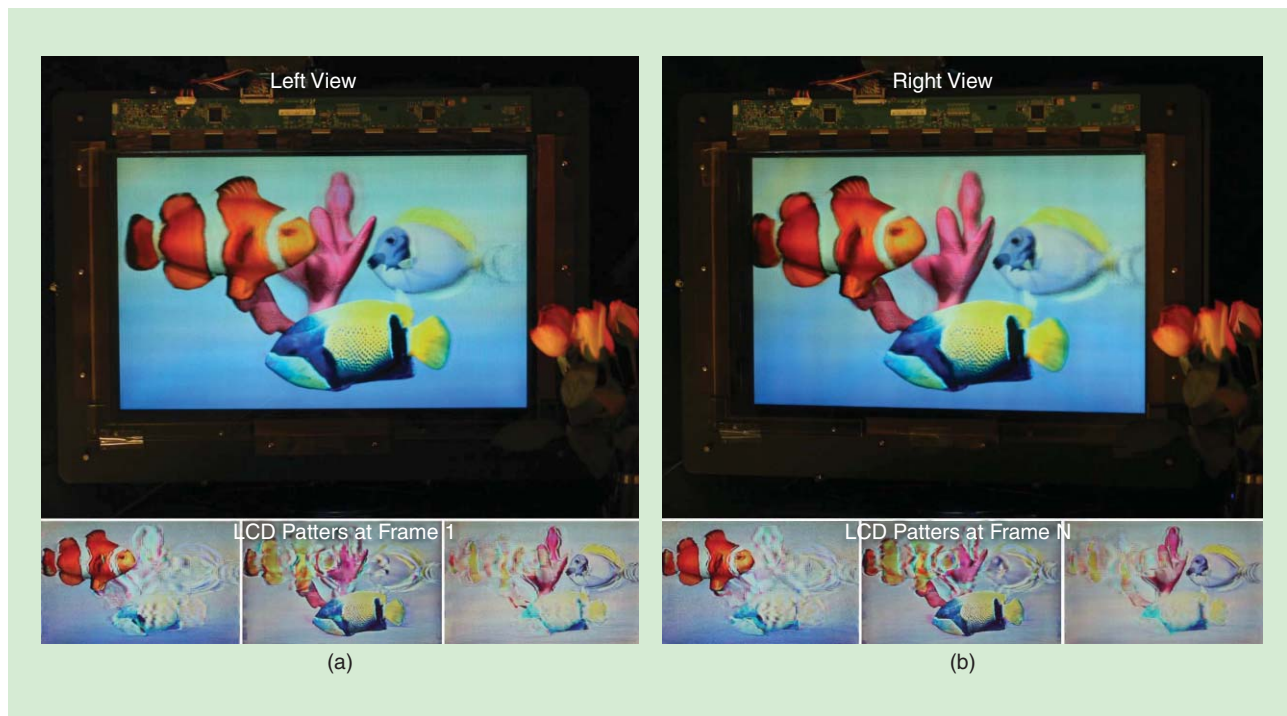 Left View
Right View
LCD Patters at Frame 1
LCD Patters at Frame N
(a)
(b)